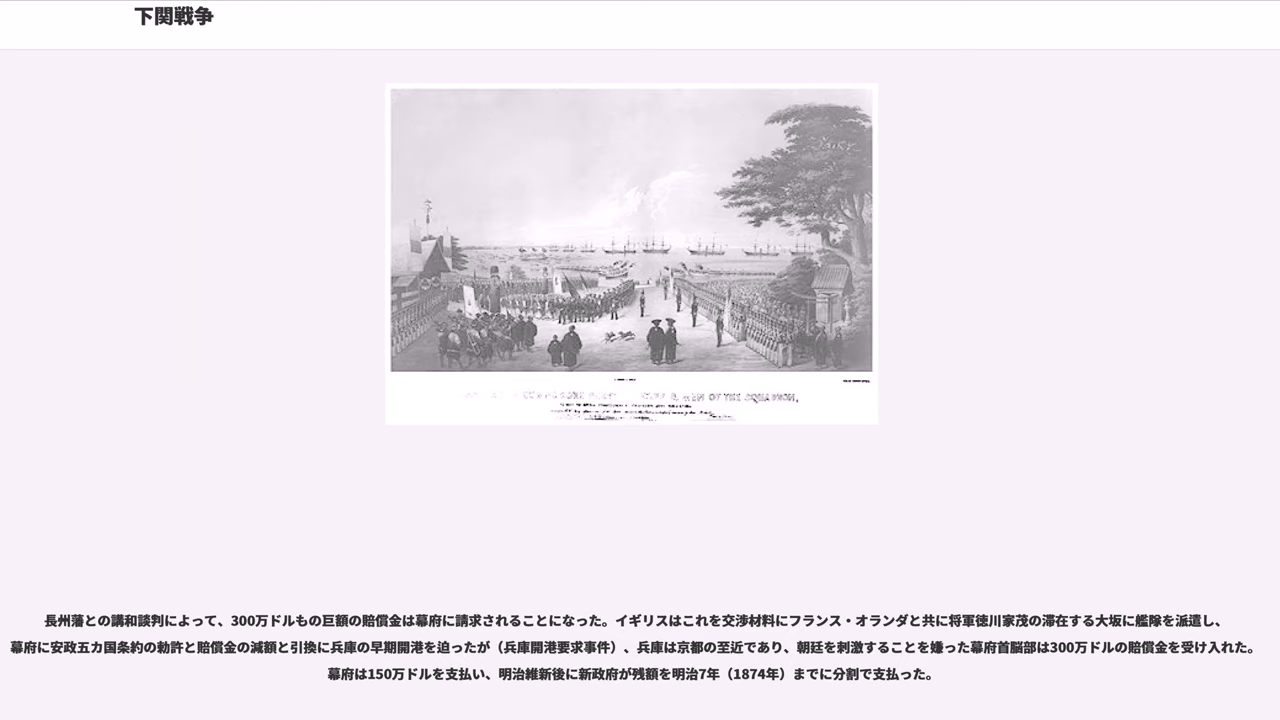 下関戦争
OF THE SQUADRON,
長州藩との講和談判によって、300万ドルもの巨額の賠償金は幕府に請求されることになった。イギリスはこれを交渉材料にフランス・オランダと共に将軍徳川家茂の滞在する大坂に艦隊を派遣し、
幕府に安政五カ国条約の勅許と賠償金の減額と引換に兵庫の早期開港を迫ったが（兵庫開港要求事件）、兵庫は京都の至近であり、朝廷を刺激することを嫌った幕府首脳部は300万ドルの賠償金を受け入れた。
幕府は150万ドルを支払い、明治維新後に新政府が残額を明治7年（1874年）までに分割で支払った。